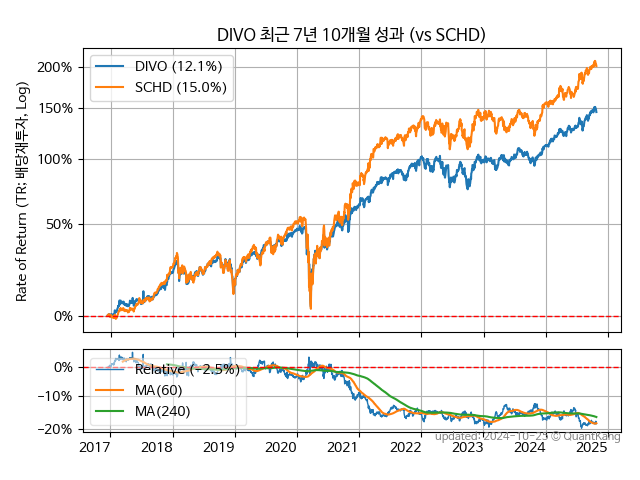 DIVO 최근 7년 10개월 성과 (vs SCHD)
Rate of Return (TR; 배당재투자, Log)
200%
150%
100%
50%
0%
DIVO (12.1%)
SCHD (15.0%)
0%
−10%
−20%
Relative (−2.5%)
MA(60)
MA(240)
updated: 2024-10-25 © QuantKang
2017 2018 2019 2020 2021 2022 2023 2024 2025